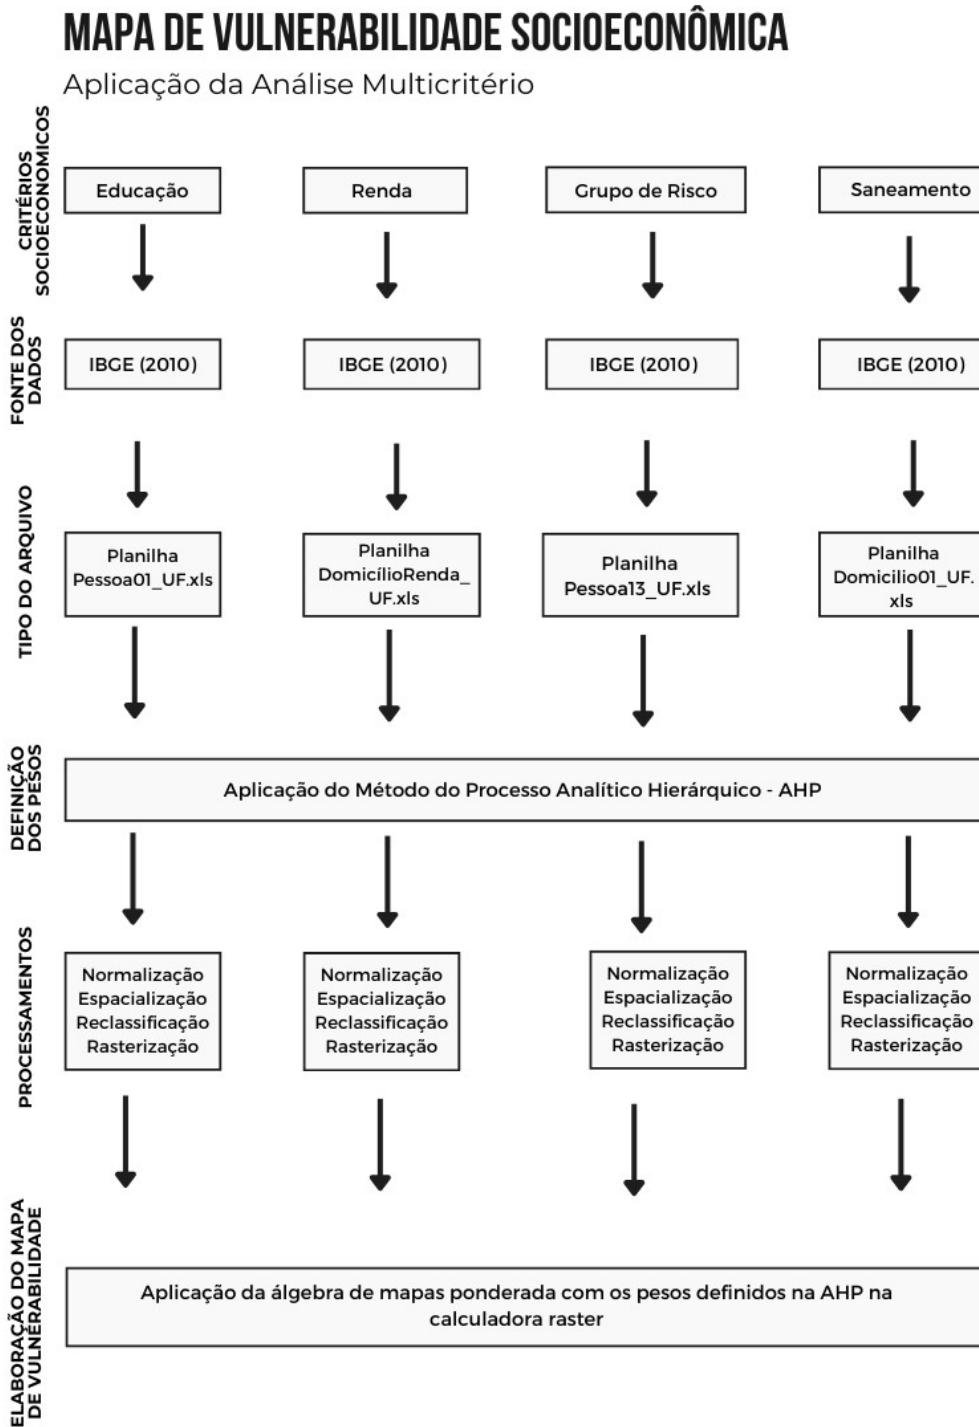 MAPA DE VULNERABILIDADE SOCIOECONÔMICA
Aplicação da Análise Multicritério
CRITÉRIOS
SOCIOECONOMICOS
Educação
Renda
Grupo de Risco
Saneamento
FONTE DOS
DADOS
IBGE (2010)
IBGE (2010)
IBGE (2010)
IBGE (2010)
TIPO DO ARQUIVO
Planilha
Pessoa01_UF.xls
Planilha
DomicílioRenda_
UF.xls
Planilha
Pessoa13_UF.xls
Planilha
Domicilio01_UF.
xls
DEFINIÇÃO
DOS PESOS
Aplicação do Método do Processo Analítico Hierárquico - AHP
PROCESSAMENTOS
Normalização
Espacialização
Reclassificação
Rasterização
Normalização
Espacialização
Reclassificação
Rasterização
Normalização
Espacialização
Reclassificação
Rasterização
Normalização
Espacialização
Reclassificação
Rasterização
ELABORAÇÃO DO MAPA
DE VULNERABILIDADE
Aplicação da álgebra de mapas ponderada com os pesos definidos na AHP na
calculadora raster